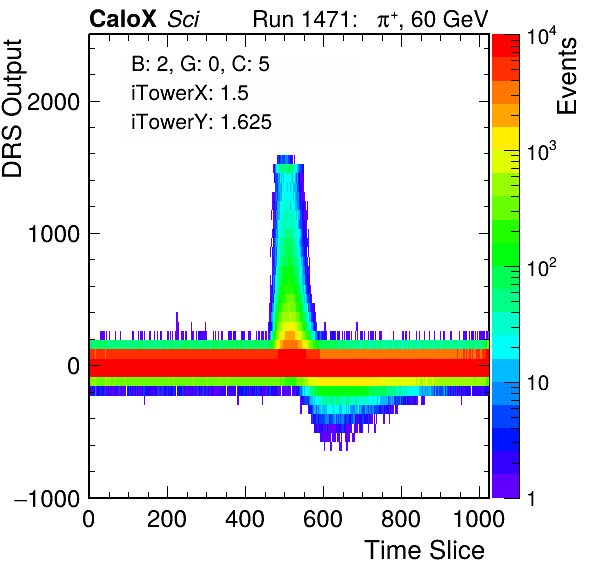 CaloX Sci Run 1471: π⁺, 60 GeV
B: 2, G: 0, C: 5
iTowerX: 1.5
iTowerY: 1.625
DRS Output
2000
1000
0
−1000
0 200 400 600 800 1000
Time Slice
Events
10⁴
10³
10²
10
1